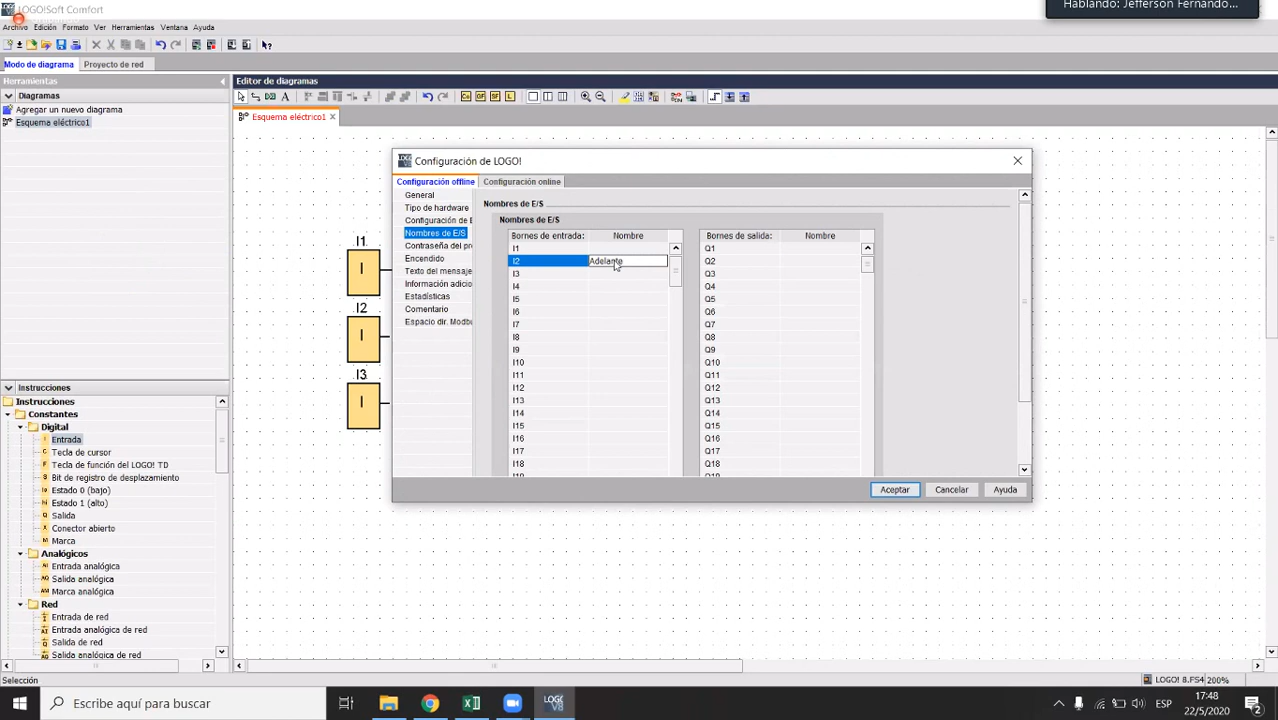 LOGO!Soft Comfort
Hablando: Jefferson Fernando...
Archivo Edición Formato Ver Herramientas Ventana Ayuda
Modo de diagrama Proyecto de red
Herramientas
Diagramas
Agregar un nuevo diagrama
Esquema eléctrico1
Instrucciones
Instrucciones
Constantes
Digital
Entrada
Tecla de cursor
Tecla de función del LOGO! TD
Bit de registro de desplazamiento
Estado 0 (bajo)
Estado 1 (alto)
Salida
Conector abierto
Marca
Analógicos
Entrada analógica
Salida analógica
Marca analógica
Red
Entrada de red
Entrada analógica de red
Salida de red
Salida analógica de red
Editor de diagramas
Esquema eléctrico1
I1
I
I2
I
I3
I
Configuración de LOGO!
Configuración offline Configuración online
General
Tipo de hardware
Configuración de E
Nombres de E/S
Contraseña del pr
Encendido
Texto del mensaje
Información adicio
Estadísticas
Comentario
Espacio dir. Modbu
Nombres de E/S
Nombres de E/S
Bornes de entrada: Nombre
I1
I2 Adelante
I3
I4
I5
I6
I7
I8
I9
I10
I11
I12
I13
I14
I15
I16
I17
I18
I19
Bornes de salida: Nombre
Q1
Q2
Q3
Q4
Q5
Q6
Q7
Q8
Q9
Q10
Q11
Q12
Q13
Q14
Q15
Q16
Q17
Q18
Q19
Aceptar Cancelar Ayuda
Selección
LOGO! 8.FS4 200%
Escribe aquí para buscar
ESP
17:48
22/5/2020
2